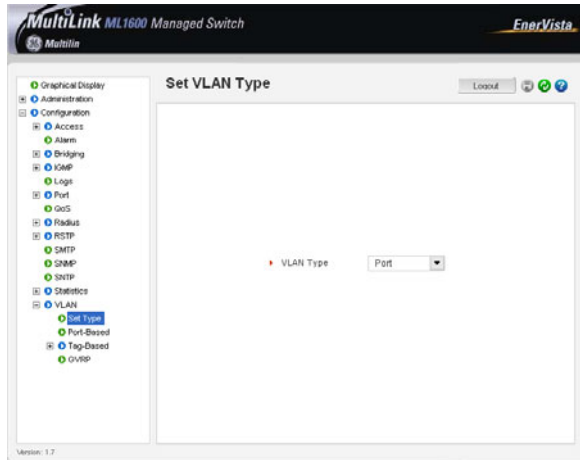 MultiLink ML1600 Managed Switch
EnerVista
Multilin
Set VLAN Type
Logout
Graphical Display
Administration
Configuration
Access
Alarm
Bridging
IGMP
Logs
Port
QoS
Radius
RSTP
SMTP
SNMP
SNTP
Statistics
VLAN
Set Type
Port-Based
Tag-Based
GVRP
VLAN Type
Port
Version: 1.7